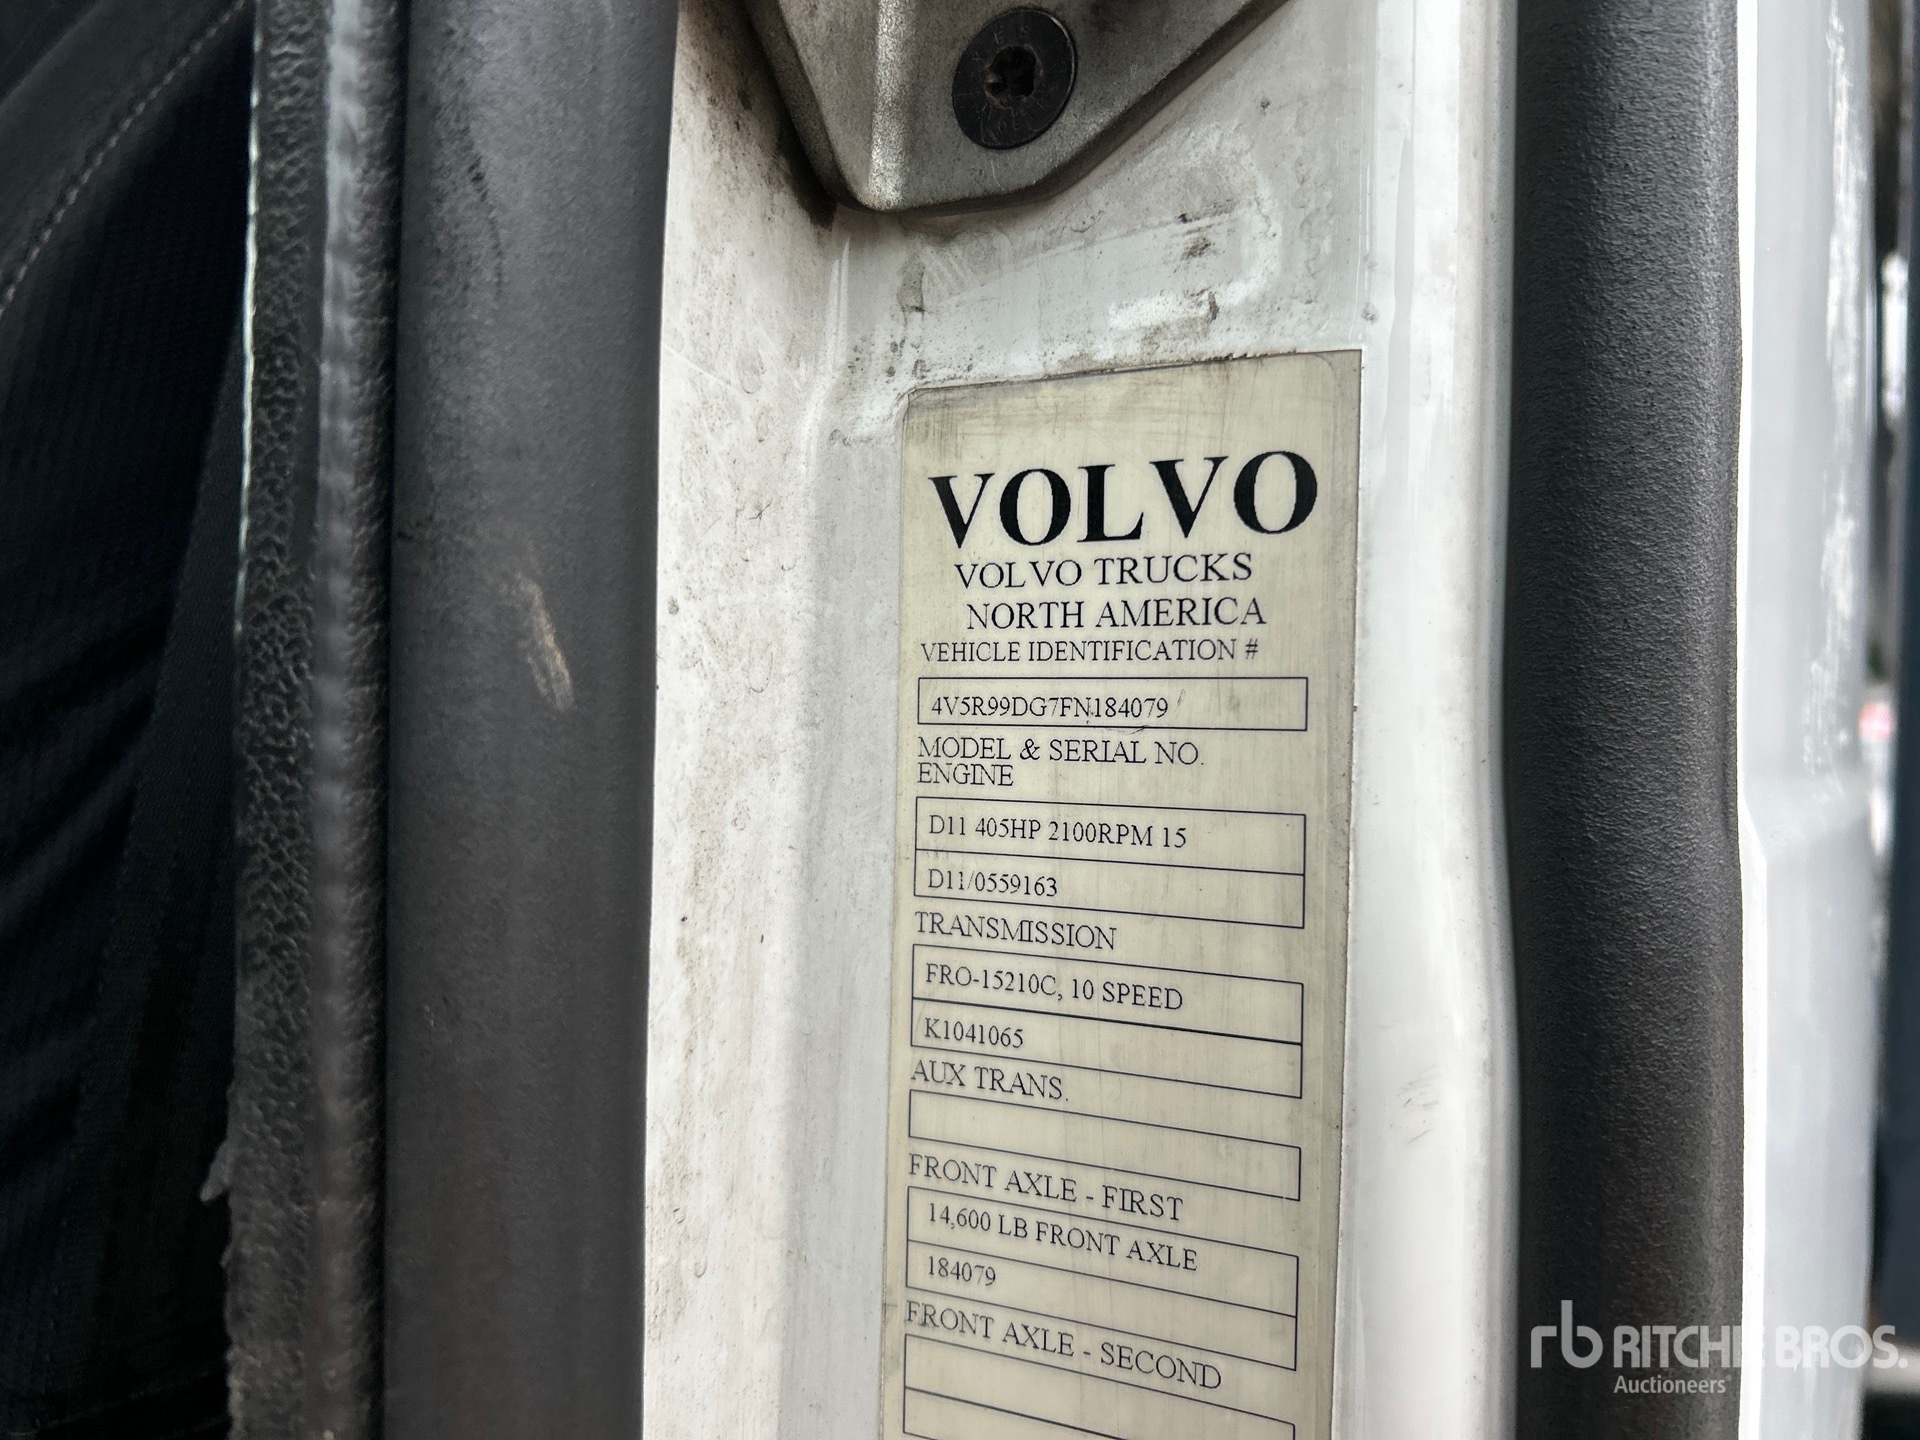 VOLVO
VOLVO TRUCKS
NORTH AMERICA
VEHICLE IDENTIFICATION #
4V5R99DG7FN184079
MODEL & SERIAL NO.
ENGINE
D11 405HP 2100RPM 15
D11/0559163
TRANSMISSION
FRO-15210C, 10 SPEED
K1041065
AUX TRANS.
FRONT AXLE - FIRST
14,600 LB FRONT AXLE
184079
FRONT AXLE - SECOND
rb RITCHIE BROS.
Auctioneers